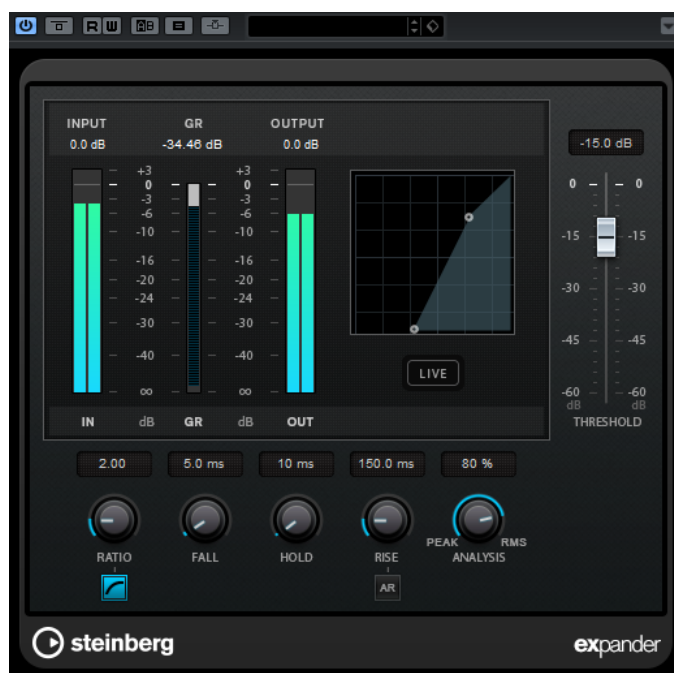 R W A B
INPUT GR OUTPUT
0.0 dB -34.46 dB 0.0 dB
-15.0 dB
+3 +3
0 0
-3 -3
-6 -6
-10 -10
-16 -16
-20 -20
-24 -24
-30 -30
-40 -40
∞ ∞
0 0
-15 -15
-30 -30
-45 -45
-60 -60
dB dB
THRESHOLD
LIVE
IN dB GR dB OUT
2.00 5.0 ms 10 ms 150.0 ms 80 %
PEAK RMS
RATIO FALL HOLD RISE ANALYSIS
AR
steinberg expander